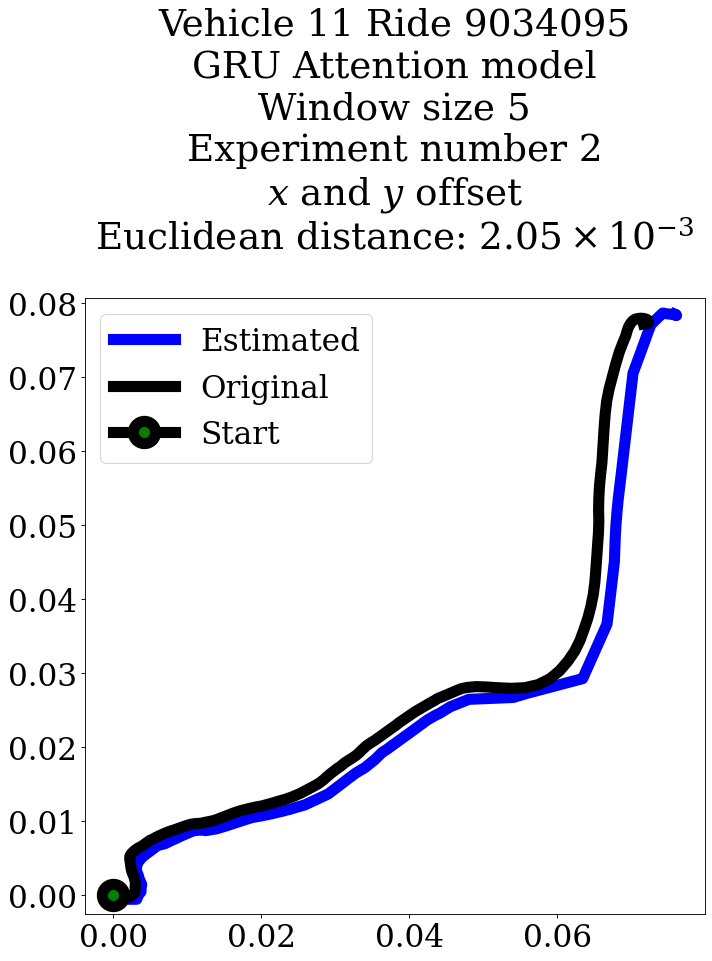 Vehicle 11 Ride 9034095
GRU Attention model
Window size 5
Experiment number 2
x and y offset
Euclidean distance: 2.05 × 10⁻³
0.08
Estimated
0.07
Original
Start
0.06
0.05
0.04
0.03
0.02
0.01
0.00
0.00 0.02 0.04 0.06